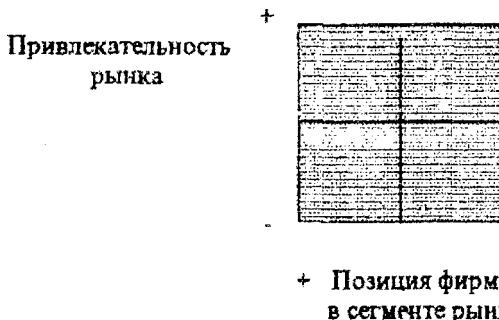 +
Привлекательность
рынка
-
+ Позиция фирм
в сегменте рын